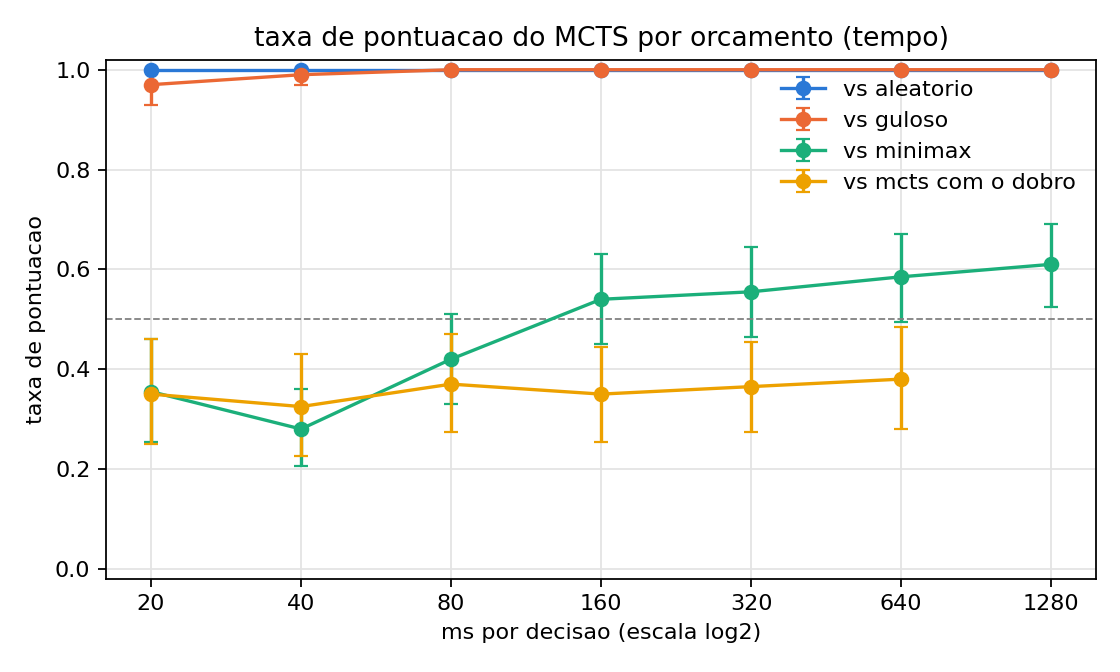 taxa de pontuacao do MCTS por orcamento (tempo)
taxa de pontuacao
1.0
0.8
0.6
0.4
0.2
0.0
vs aleatorio
vs guloso
vs minimax
vs mcts com o dobro
20 40 80 160 320 640 1280
ms por decisao (escala log2)